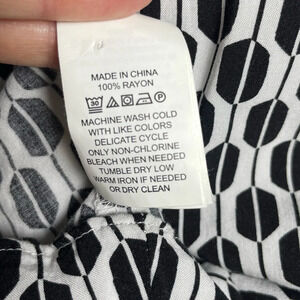 MADE IN CHINA
100% RAYON
30
MACHINE WASH COLD
WITH LIKE COLORS
DELICATE CYCLE
ONLY NON-CHLORINE
BLEACH WHEN NEEDED
TUMBLE DRY LOW
WARM IRON IF NEEDED
OR DRY CLEAN